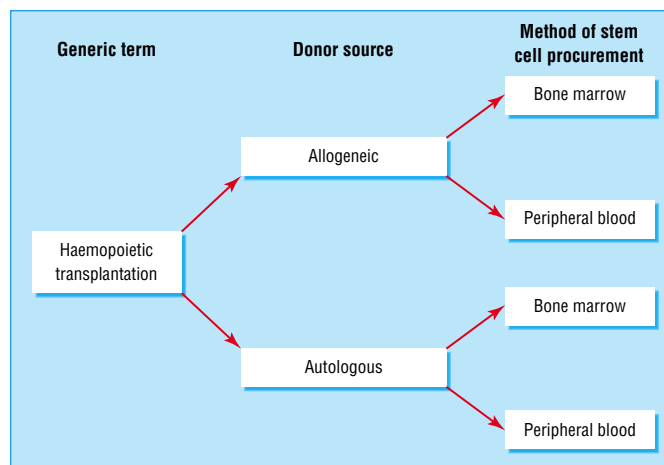 Generic term
Donor source
Method of stem
cell procurement
Bone marrow
Allogeneic
Peripheral blood
Haemopoietic
transplantation
Bone marrow
Autologous
Peripheral blood